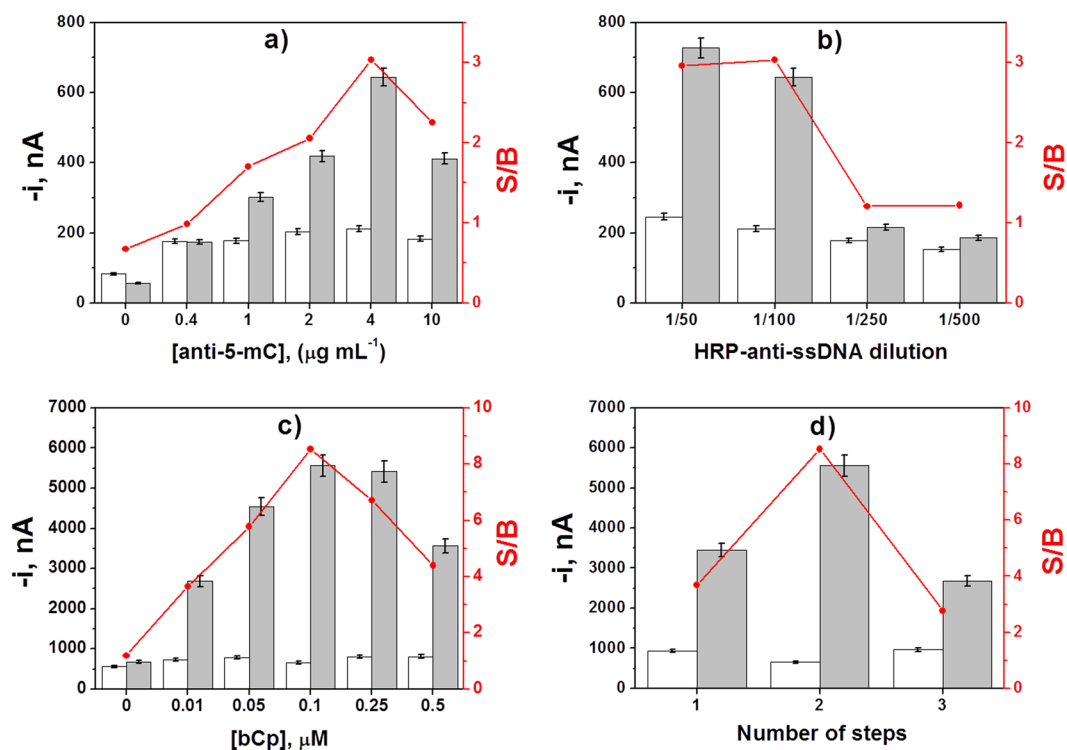 a)
-i, nA
800
600
400
200
0
3
2
1
0
S/B
0 0.4 1 2 4 10
[anti-5-mC], (μg mL⁻¹)
b)
-i, nA
800
600
400
200
0
3
2
1
0
S/B
1/50 1/100 1/250 1/500
HRP-anti-ssDNA dilution
c)
-i, nA
7000
6000
5000
4000
3000
2000
1000
0
10
8
6
4
2
0
S/B
0 0.01 0.05 0.1 0.25 0.5
[bCp], μM
d)
-i, nA
7000
6000
5000
4000
3000
2000
1000
0
10
8
6
4
2
0
S/B
1 2 3
Number of steps